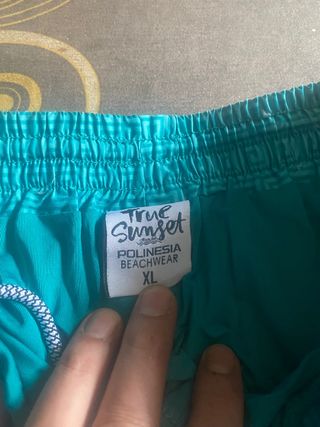 True
Sunset
POLINESIA
BEACHWEAR
XL